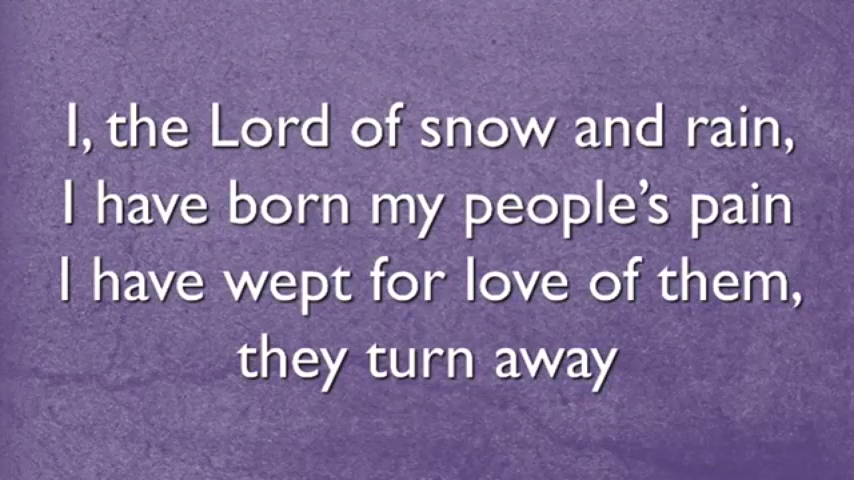 I, the Lord of snow and rain,
I have born my people's pain
I have wept for love of them,
they turn away